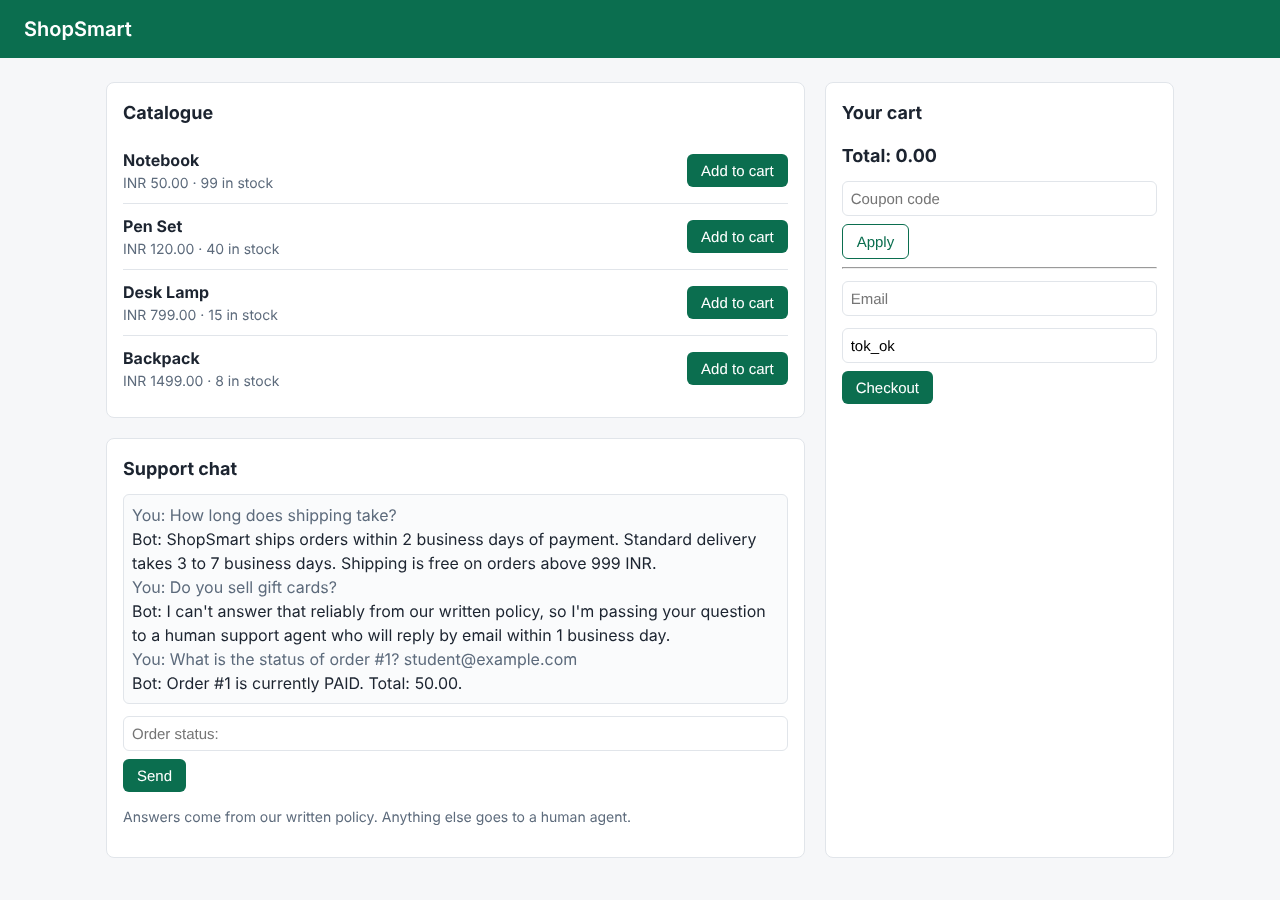 ShopSmart
Catalogue
Notebook
INR 50.00 · 99 in stock
Add to cart
Pen Set
INR 120.00 · 40 in stock
Add to cart
Desk Lamp
INR 799.00 · 15 in stock
Add to cart
Backpack
INR 1499.00 · 8 in stock
Add to cart
Support chat
You: How long does shipping take?
Bot: ShopSmart ships orders within 2 business days of payment. Standard delivery
takes 3 to 7 business days. Shipping is free on orders above 999 INR.
You: Do you sell gift cards?
Bot: I can't answer that reliably from our written policy, so I'm passing your question
to a human support agent who will reply by email within 1 business day.
You: What is the status of order #1? student@example.com
Bot: Order #1 is currently PAID. Total: 50.00.
Order status:
Send
Answers come from our written policy. Anything else goes to a human agent.
Your cart
Total: 0.00
Coupon code
Apply
Email
tok_ok
Checkout